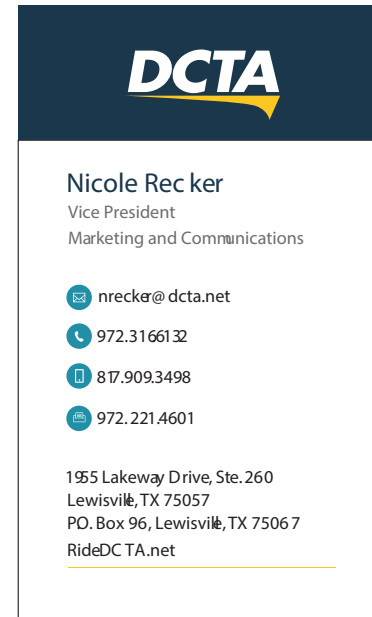 DCTA
Nicole Recker
Vice President
Marketing and Communications
nrecker@dcta.net
972.316.6132
817.909.3498
972.221.4601
1955 Lakeway Drive, Ste. 260
Lewisville, TX 75057
P.O. Box 96, Lewisville, TX 75067
RideDCTA.net